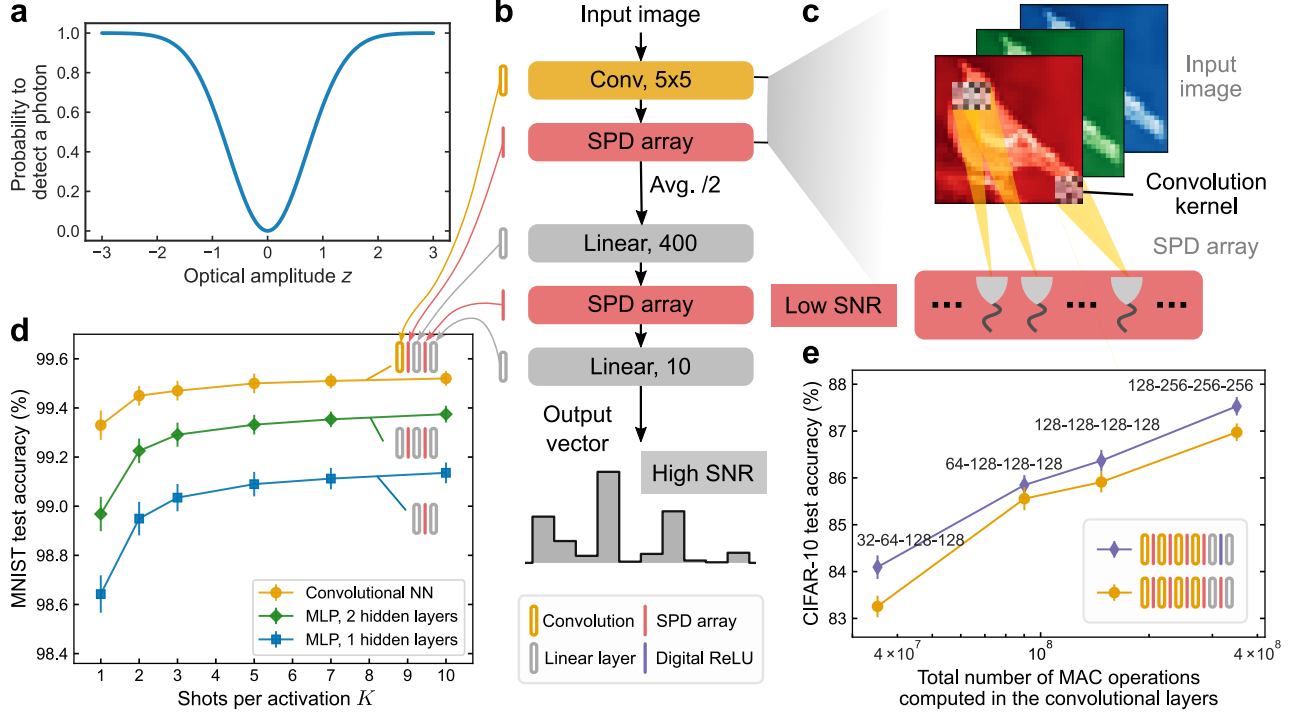 a
Probability to
detect a photon
1.0
0.8
0.6
0.4
0.2
0.0
−3
−2
−1
0
1
2
3
Optical amplitude z
b
Input image
Conv, 5x5
SPD array
Avg. /2
Linear, 400
SPD array
Linear, 10
Output
vector
Low SNR
High SNR
Convolution
SPD array
Linear layer
Digital ReLU
c
Input
image
Convolution
kernel
SPD array
d
MNIST test accuracy (%)
99.6
99.4
99.2
99.0
98.8
98.6
98.4
Convolutional NN
MLP, 2 hidden layers
MLP, 1 hidden layers
1
2
3
4
5
6
7
8
9
10
Shots per activation K
e
CIFAR-10 test accuracy (%)
88
87
86
85
84
83
128-256-256-256
128-128-128-128
64-128-128-128
32-64-128-128
4×10⁷
10⁸
4×10⁸
Total number of MAC operations
computed in the convolutional layers